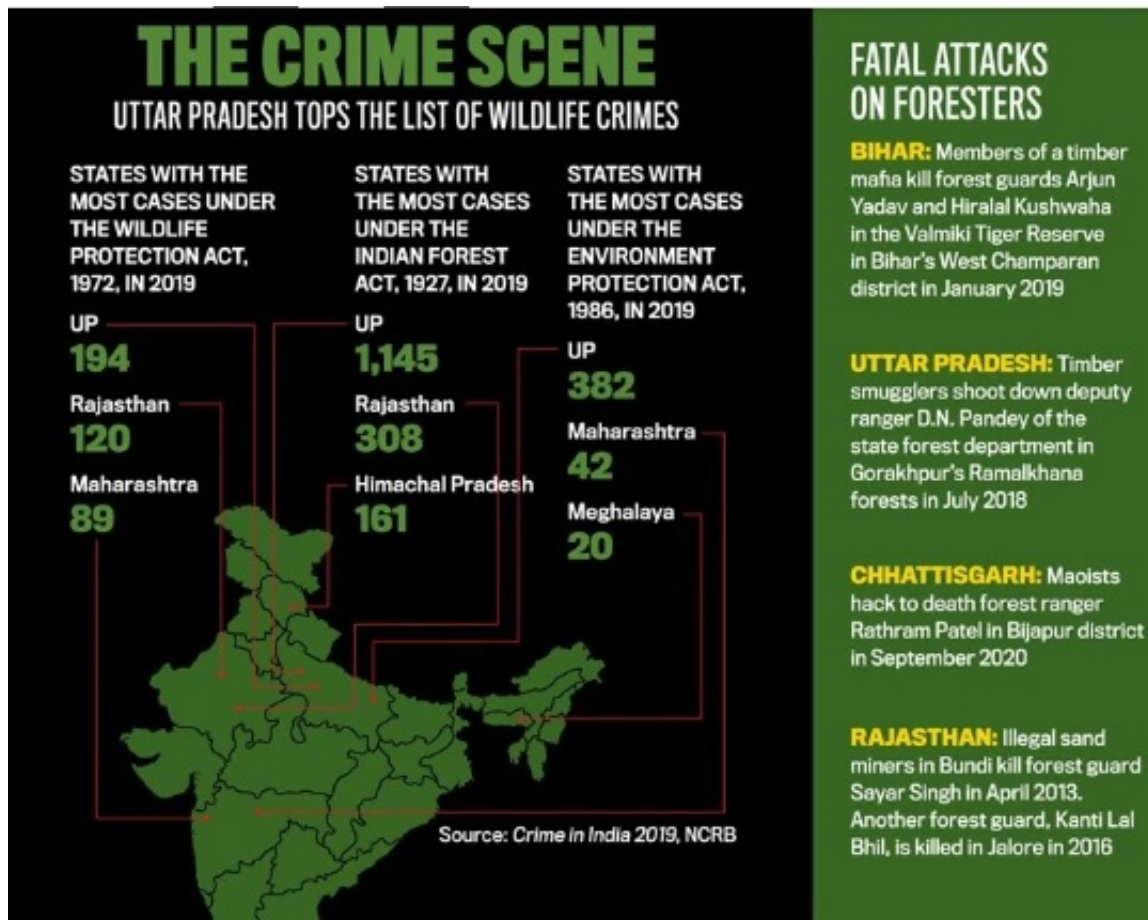 THE CRIME SCENE
UTTAR PRADESH TOPS THE LIST OF WILDLIFE CRIMES
STATES WITH THE
MOST CASES UNDER
THE WILDLIFE
PROTECTION ACT,
1972, IN 2019
UP
194
Rajasthan
120
Maharashtra
89
STATES WITH
THE MOST CASES
UNDER THE
INDIAN FOREST
ACT, 1927, IN 2019
UP
1,145
Rajasthan
308
Himachal Pradesh
161
STATES WITH
THE MOST CASES
UNDER THE
ENVIRONMENT
PROTECTION ACT,
1986, IN 2019
UP
382
Maharashtra
42
Meghalaya
20
Source: Crime in India 2019, NCRB
FATAL ATTACKS
ON FORESTERS
BIHAR: Members of a timber
mafia kill forest guards Arjun
Yadav and Hiralal Kushwaha
in the Valmiki Tiger Reserve
in Bihar's West Champaran
district in January 2019
UTTAR PRADESH: Timber
smugglers shoot down deputy
ranger D.N. Pandey of the
state forest department in
Gorakhpur's Ramalkhana
forests in July 2018
CHHATTISGARH: Maoists
hack to death forest ranger
Rathram Patel in Bijapur district
in September 2020
RAJASTHAN: Illegal sand
miners in Bundi kill forest guard
Sayar Singh in April 2013.
Another forest guard, Kanti Lal
Bhil, is killed in Jalore in 2016